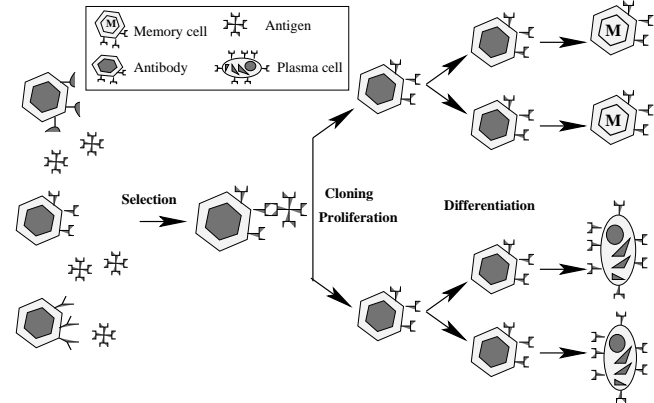 M
Memory cell
Antigen
Antibody
Plasma cell
M
M
Selection
Cloning
Proliferation
Differentiation